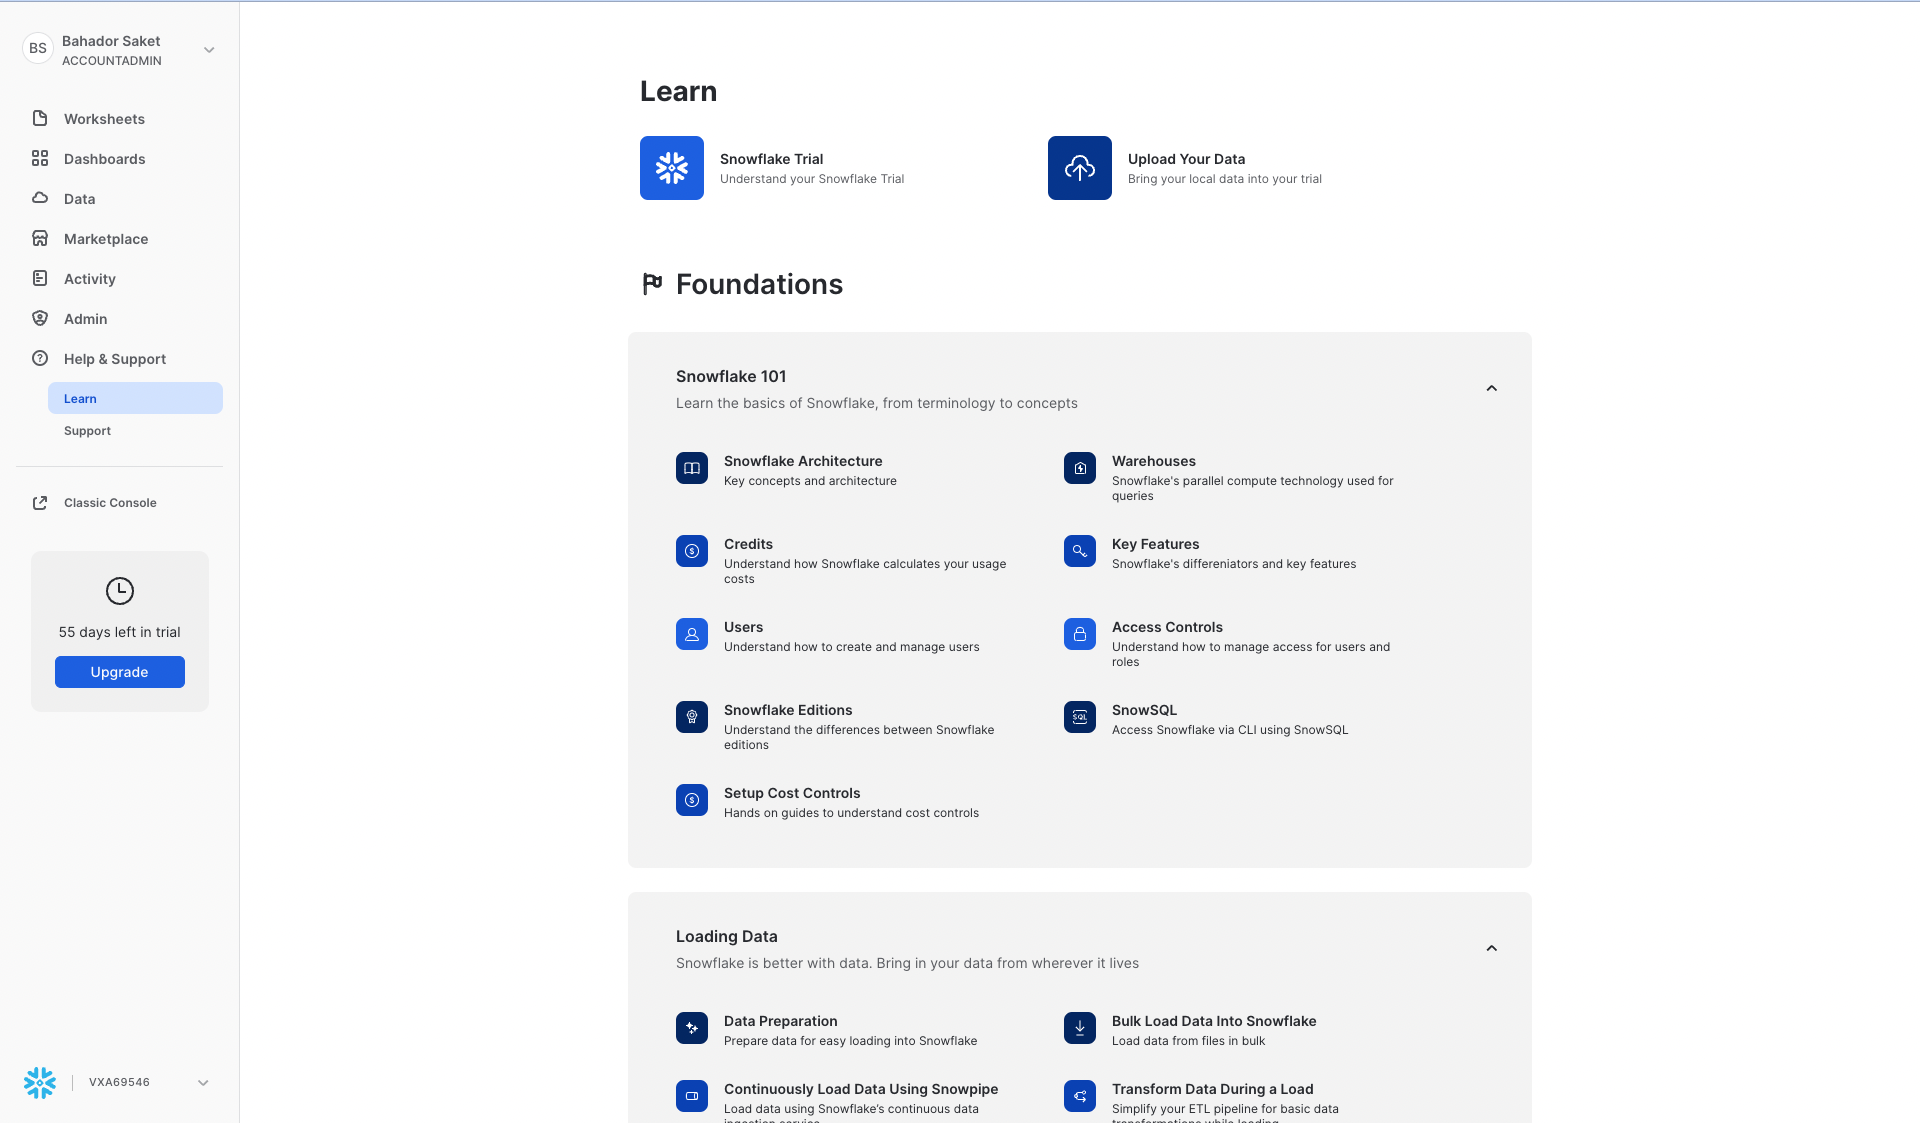 BS
Bahador Saket
ACCOUNTADMIN
Worksheets
Dashboards
Data
Marketplace
Activity
Admin
Help & Support
Learn
Support
Classic Console
55 days left in trial
Upgrade
VXA69546
Learn
Snowflake Trial
Understand your Snowflake Trial
Upload Your Data
Bring your local data into your trial
Foundations
Snowflake 101
Learn the basics of Snowflake, from terminology to concepts
Snowflake Architecture
Key concepts and architecture
Warehouses
Snowflake's parallel compute technology used for
queries
Credits
Understand how Snowflake calculates your usage
costs
Key Features
Snowflake's differeniators and key features
Users
Understand how to create and manage users
Access Controls
Understand how to manage access for users and
roles
Snowflake Editions
Understand the differences between Snowflake
editions
SQL
SnowSQL
Access Snowflake via CLI using SnowSQL
Setup Cost Controls
Hands on guides to understand cost controls
Loading Data
Snowflake is better with data. Bring in your data from wherever it lives
Data Preparation
Prepare data for easy loading into Snowflake
Bulk Load Data Into Snowflake
Load data from files in bulk
Continuously Load Data Using Snowpipe
Load data using Snowflake’s continuous data
ingestion service
Transform Data During a Load
Simplify your ETL pipeline for basic data
transformations while loading